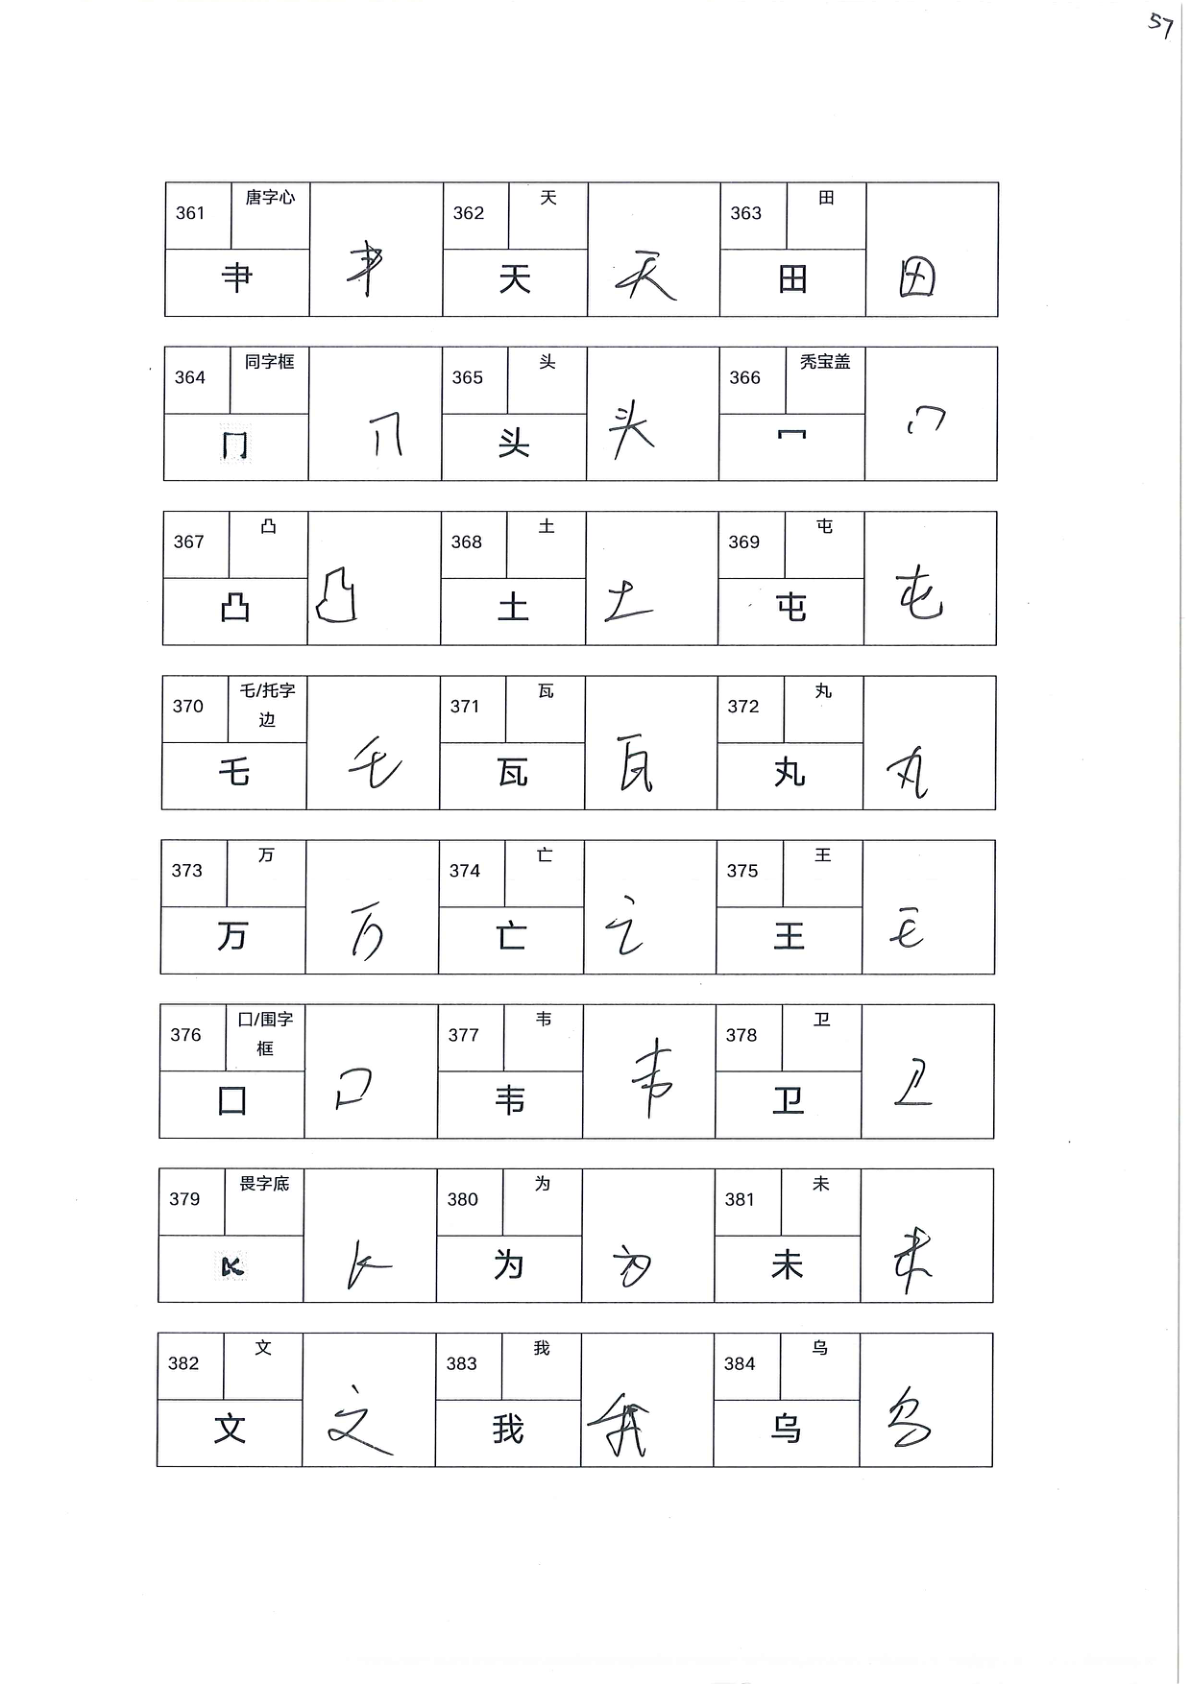 57
361 唐字心 肀 肀 362 天 天 天 363 田 田 田
364 同字框 冂 冂 365 头 头 头 366 秃宝盖 冖 冖
367 凸 凸 凸 368 土 土 土 369 屯 屯 屯
370 毛/托字边 乇 乇 371 瓦 瓦 瓦 372 丸 丸 丸
373 万 万 万 374 亡 亡 亡 375 王 王 王
376 囗/围字框 囗 囗 377 韦 韦 韦 378 卫 卫 卫
379 畏字底 380 为 为 为 381 未 未 未
382 文 文 文 383 我 我 我 384 乌 乌 乌